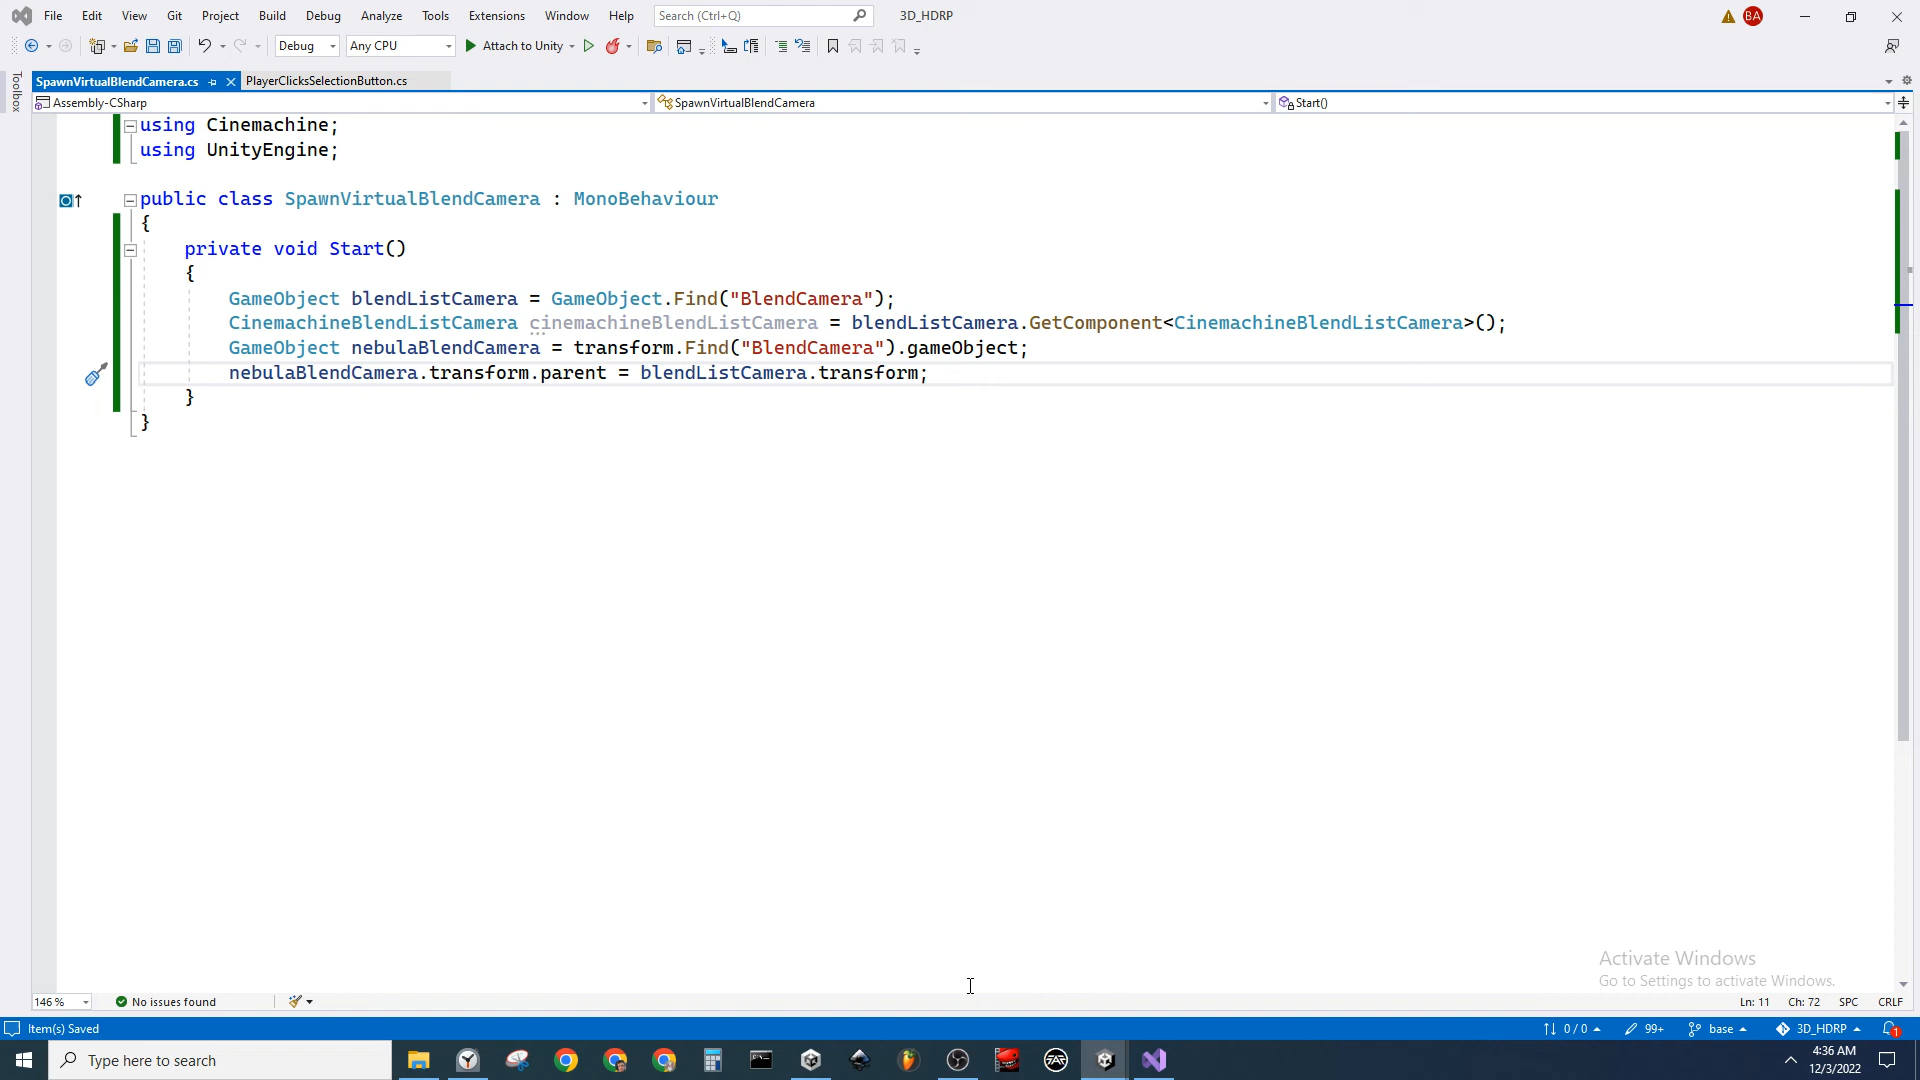 File Edit View Git Project Build Debug Analyze Tools Extensions Window Help Search (Ctrl+Q) 3D_HDRP BA
Debug Any CPU Attach to Unity
Toolbox
SpawnVirtualBlendCamera.cs PlayerClicksSelectionButton.cs
Assembly-CSharp SpawnVirtualBlendCamera Start()
using Cinemachine;
using UnityEngine;
public class SpawnVirtualBlendCamera : MonoBehaviour
{
private void Start()
{
GameObject blendListCamera = GameObject.Find("BlendCamera");
CinemachineBlendListCamera cinemachineBlendListCamera = blendListCamera.GetComponent<CinemachineBlendListCamera>();
GameObject nebulaBlendCamera = transform.Find("BlendCamera").gameObject;
nebulaBlendCamera.transform.parent = blendListCamera.transform;
}
}
Activate Windows
Go to Settings to activate Windows.
146 % No issues found Ln: 11 Ch: 72 SPC CRLF
Item(s) Saved 0 / 0 99+ base 3D_HDRP 1
Type here to search 4:36 AM
12/3/2022